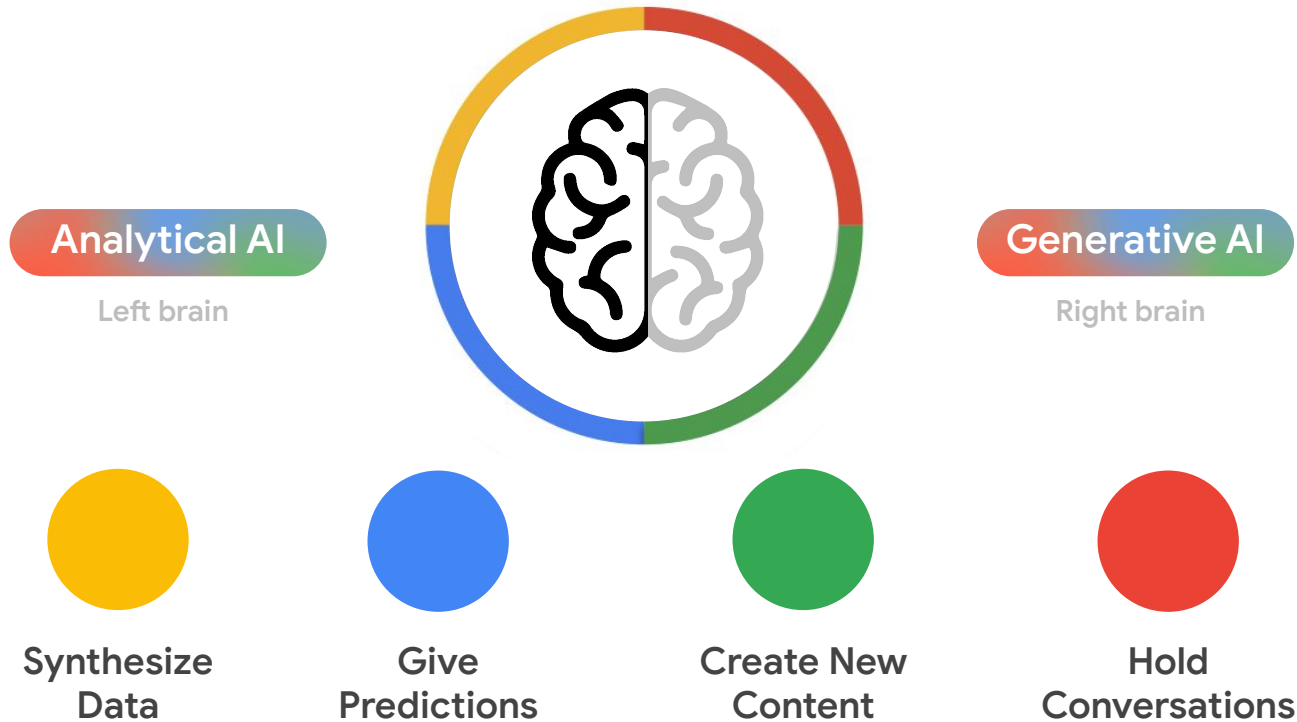 Analytical AI
Left brain
Generative AI
Right brain
Synthesize
Data
Give
Predictions
Create New
Content
Hold
Conversations